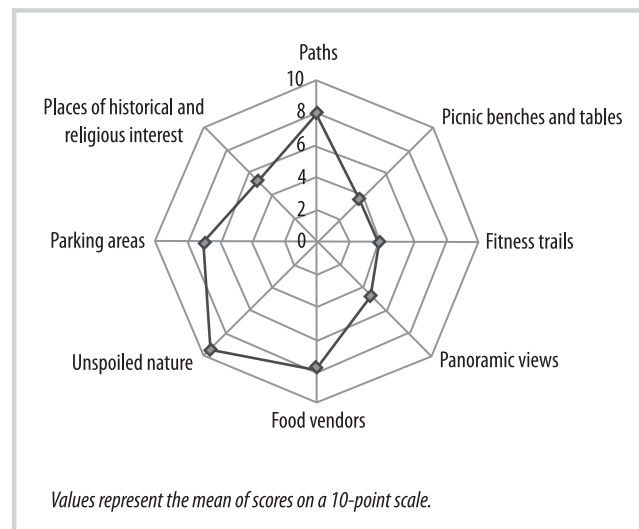 Paths
10
Places of historical and
religious interest
8
Picnic benches and tables
6
4
2
Parking areas
0
Fitness trails
Unspoiled nature
Panoramic views
Food vendors
Values represent the mean of scores on a 10-point scale.